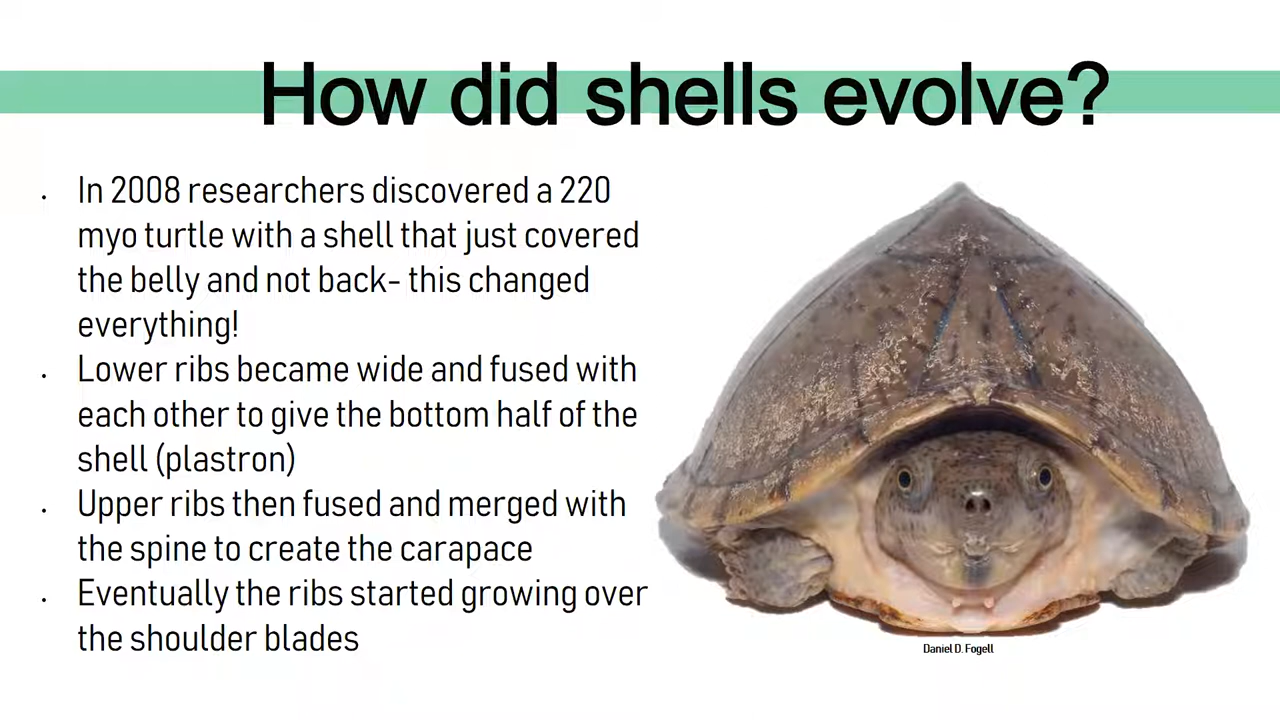 How did shells evolve?
• In 2008 researchers discovered a 220
myo turtle with a shell that just covered
the belly and not back- this changed
everything!
• Lower ribs became wide and fused with
each other to give the bottom half of the
shell (plastron)
• Upper ribs then fused and merged with
the spine to create the carapace
• Eventually the ribs started growing over
the shoulder blades
Daniel D. Fogell